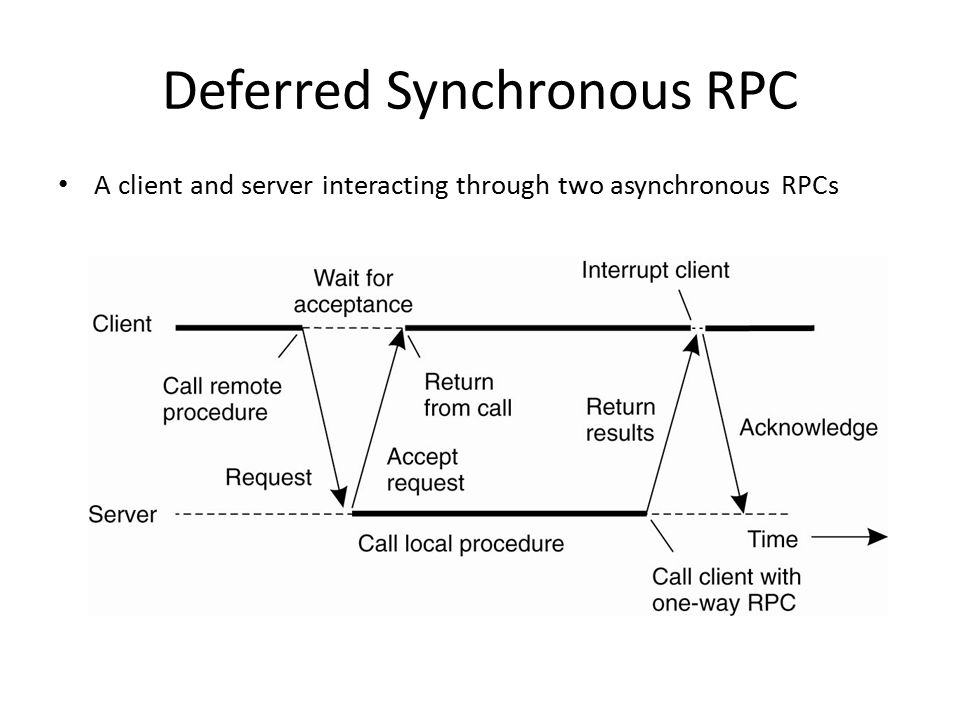 Deferred Synchronous RPC
• A client and server interacting through two asynchronous RPCs
Interrupt client
Wait for
acceptance
Client
Call remote
procedure
Return
from call
Return
results
Acknowledge
Accept
request
Request
Server
Call local procedure
Time
Call client with
one-way RPC